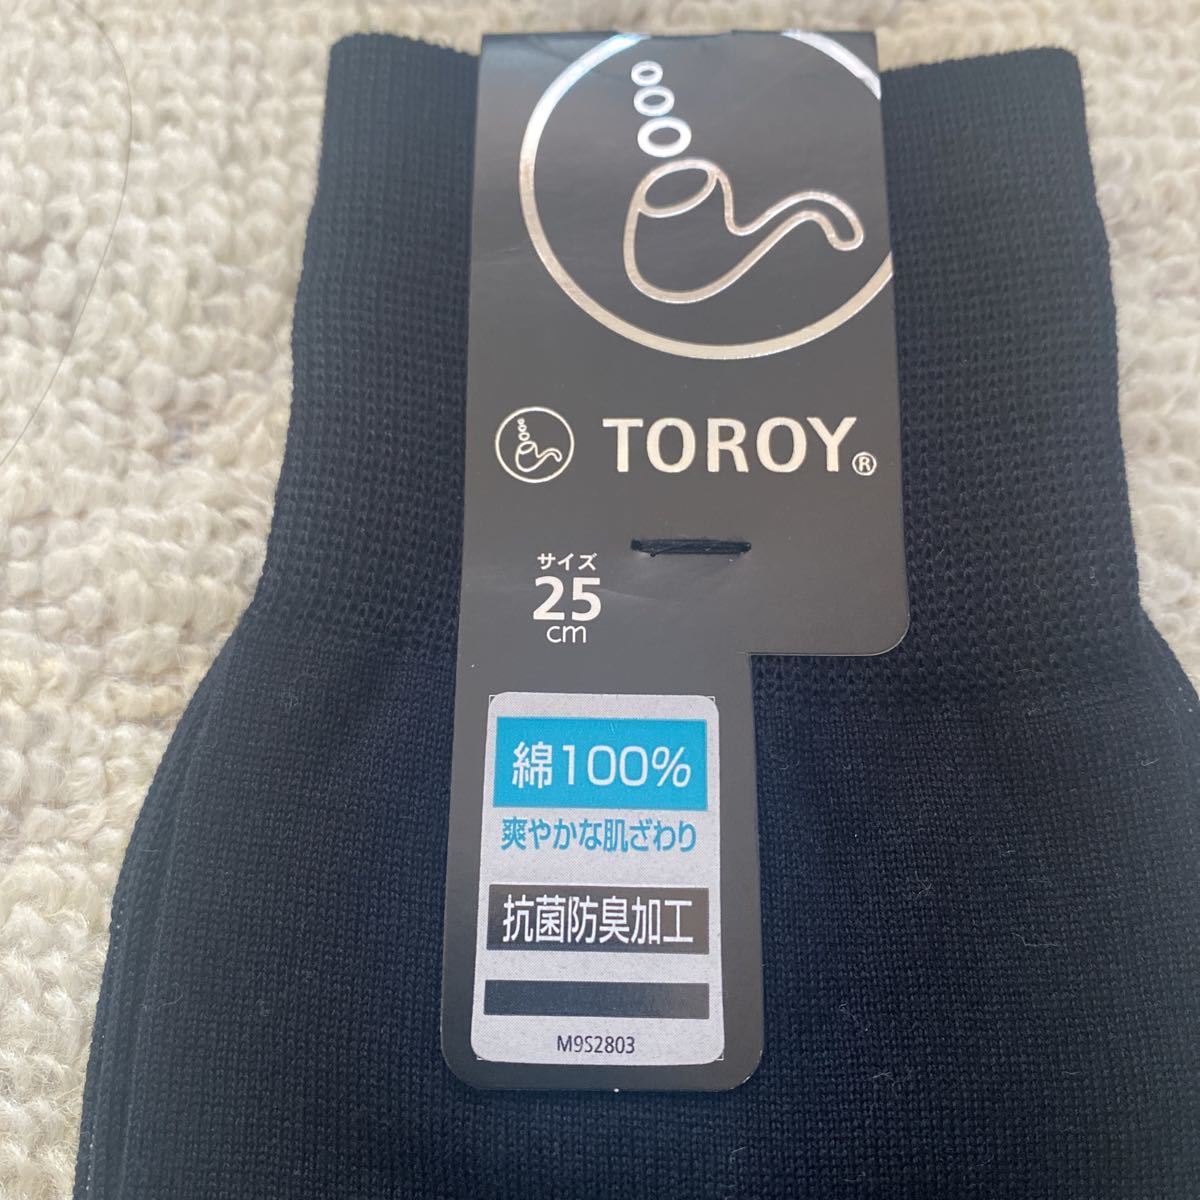 TOROY®
サイズ
25
cm
綿100%
爽やかな肌ざわり
抗菌防臭加工
M9S2803